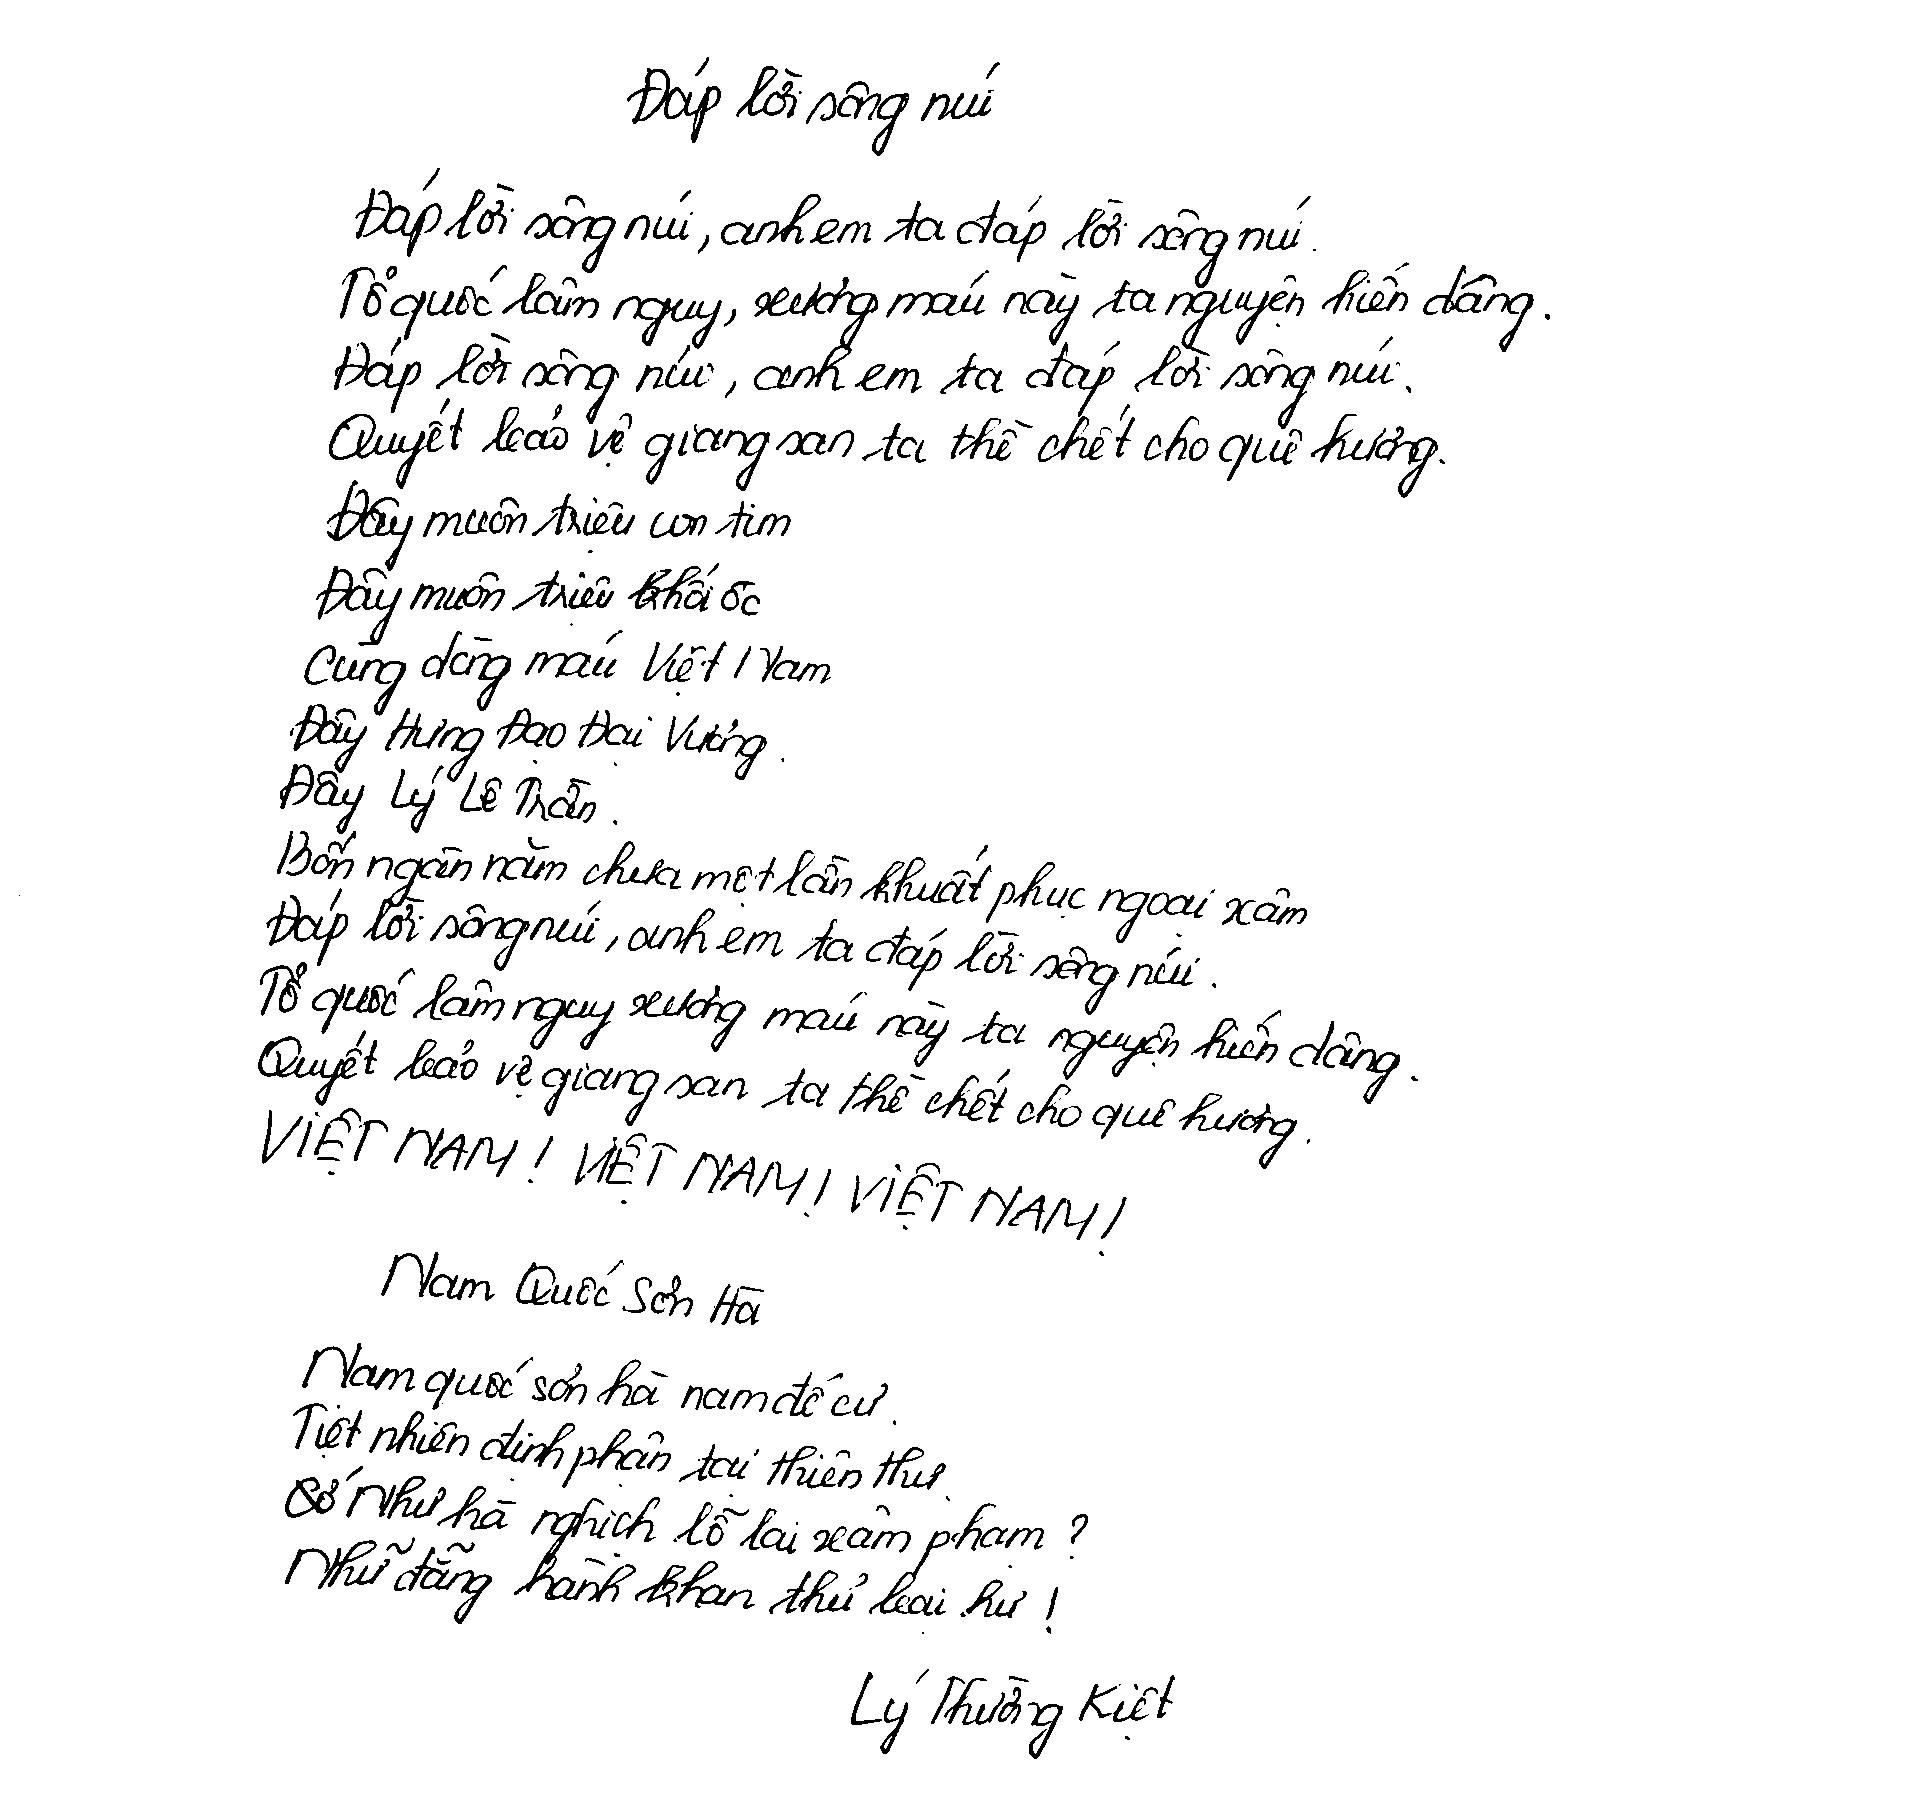 Đáp lời sông núi
Đáp lời sông núi, anh em ta đáp lời sông núi.
Tổ quốc lâm nguy, xương máu này ta nguyện hiến dâng.
Đáp lời sông núi, anh em ta đáp lời sông núi.
Quyết bảo vệ giang san ta thề chết cho quê hương.
Đây muôn triệu con tim
Đây muôn triệu khối óc
Cùng dòng máu Việt Nam
Đây Hưng Đạo Đại Vương.
Đây Lý Lê Trần.
Bốn ngàn năm chưa một lần khuất phục ngoại xâm
Đáp lời sông núi, anh em ta đáp lời sông núi.
Tổ quốc lâm nguy xương máu này ta nguyện hiến dâng.
Quyết bảo vệ giang san ta thề chết cho quê hương.
VIỆT NAM! VIỆT NAM! VIỆT NAM!
Nam Quốc Sơn Hà
Nam quốc sơn hà nam đế cư.
Tiệt nhiên định phận tại thiên thư.
Cớ Như hà nghịch lỗ lai xâm phạm?
Như đẵng hành khan thủ bại hư!
Lý Thường Kiệt